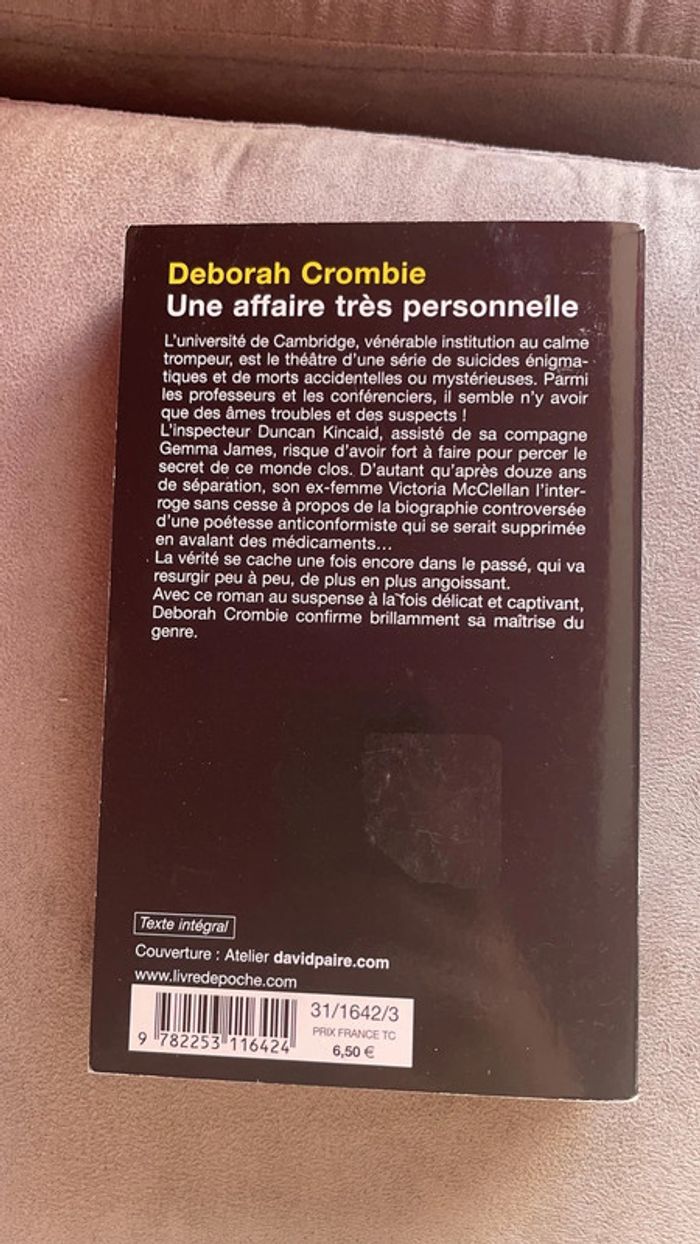 Deborah Crombie
Une affaire très personnelle
L'université de Cambridge, vénérable institution au calme
trompeur, est le théâtre d'une série de suicides énigma-
tiques et de morts accidentelles ou mystérieuses. Parmi
les professeurs et les conférenciers, il semble n'y avoir
que des âmes troubles et des suspects !
L'inspecteur Duncan Kincaid, assisté de sa compagne
Gemma James, risque d'avoir fort à faire pour percer le
secret de ce monde clos. D'autant qu'après douze ans
de séparation, son ex-femme Victoria McClellan l'inter-
roge sans cesse à propos de la biographie controversée
d'une poétesse anticonformiste qui se serait supprimée
en avalant des médicaments...
La vérité se cache une fois encore dans le passé, qui va
resurgir peu à peu, de plus en plus angoissant.
Avec ce roman au suspense à la fois délicat et captivant,
Deborah Crombie confirme brillamment sa maîtrise du
genre.
Texte intégral
Couverture : Atelier davidpaire.com
www.livredepoche.com
31/1642/3
PRIX FRANCE TC
6,50 €
9 782253 116424